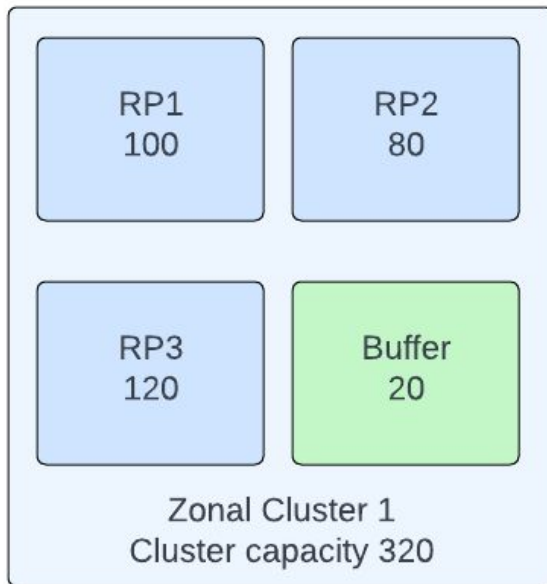 RP1
100
RP2
80
RP3
120
Buffer
20
Zonal Cluster 1
Cluster capacity 320